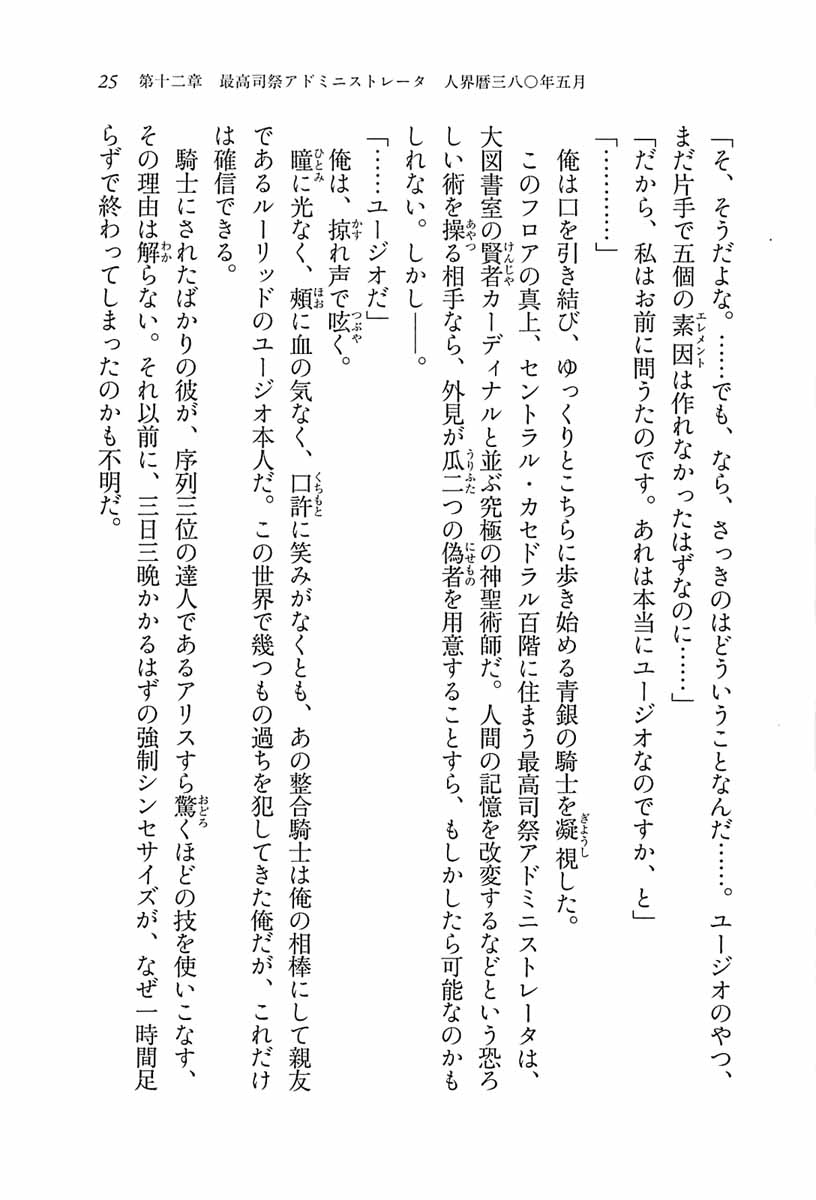 25 第十二章 最高司祭アドミニストレータ 人界暦三八〇年五月
「そ、そうだよな。……でも、なら、さっきのはどういうことなんだ……。ユージオのやつ、
まだ片手で五個の素因は作れなかったはずなのに……」
「だから、私はお前に問うたのです。あれは本当にユージオなのですか、と」
「…………」
俺は口を引き結び、ゆっくりとこちらに歩き始める青銀の騎士を凝視した。
このフロアの真上、セントラル・カセドラル百階に住まう最高司祭アドミニストレータは、
大図書室の賢者カーディナルと並ぶ究極の神聖術師だ。人間の記憶を改変するなどという恐ろ
しい術を操る相手なら、外見が瓜二つの偽者を用意することすら、もしかしたら可能なのかも
しれない。しかし――。
「……ユージオだ」
俺は、掠れ声で呟く。
瞳に光なく、頰に血の気なく、口許に笑みがなくとも、あの整合騎士は俺の相棒にして親友
であるルーリッドのユージオ本人だ。この世界で幾つもの過ちを犯してきた俺だが、これだけ
は確信できる。
騎士にされたばかりの彼が、序列三位の達人であるアリスすら驚くほどの技を使いこなす、
その理由は解らない。それ以前に、三日三晩かかるはずの強制シンセサイズが、なぜ一時間足
らずで終わってしまったのかも不明だ。